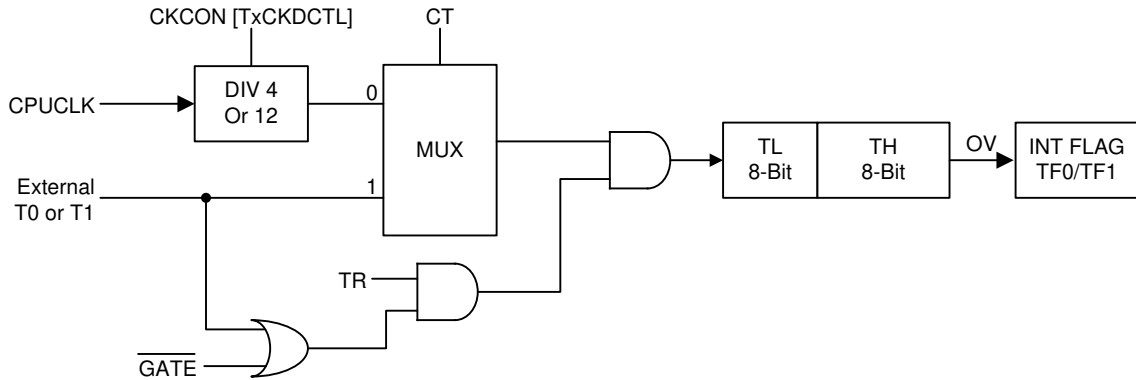 CKCON [TxCKDCTL]
CT
CPUCLK
DIV 4
Or 12
0
MUX
External
T0 or T1
1
TL
8-Bit
TH
8-Bit
OV
INT FLAG
TF0/TF1
TR
GATE